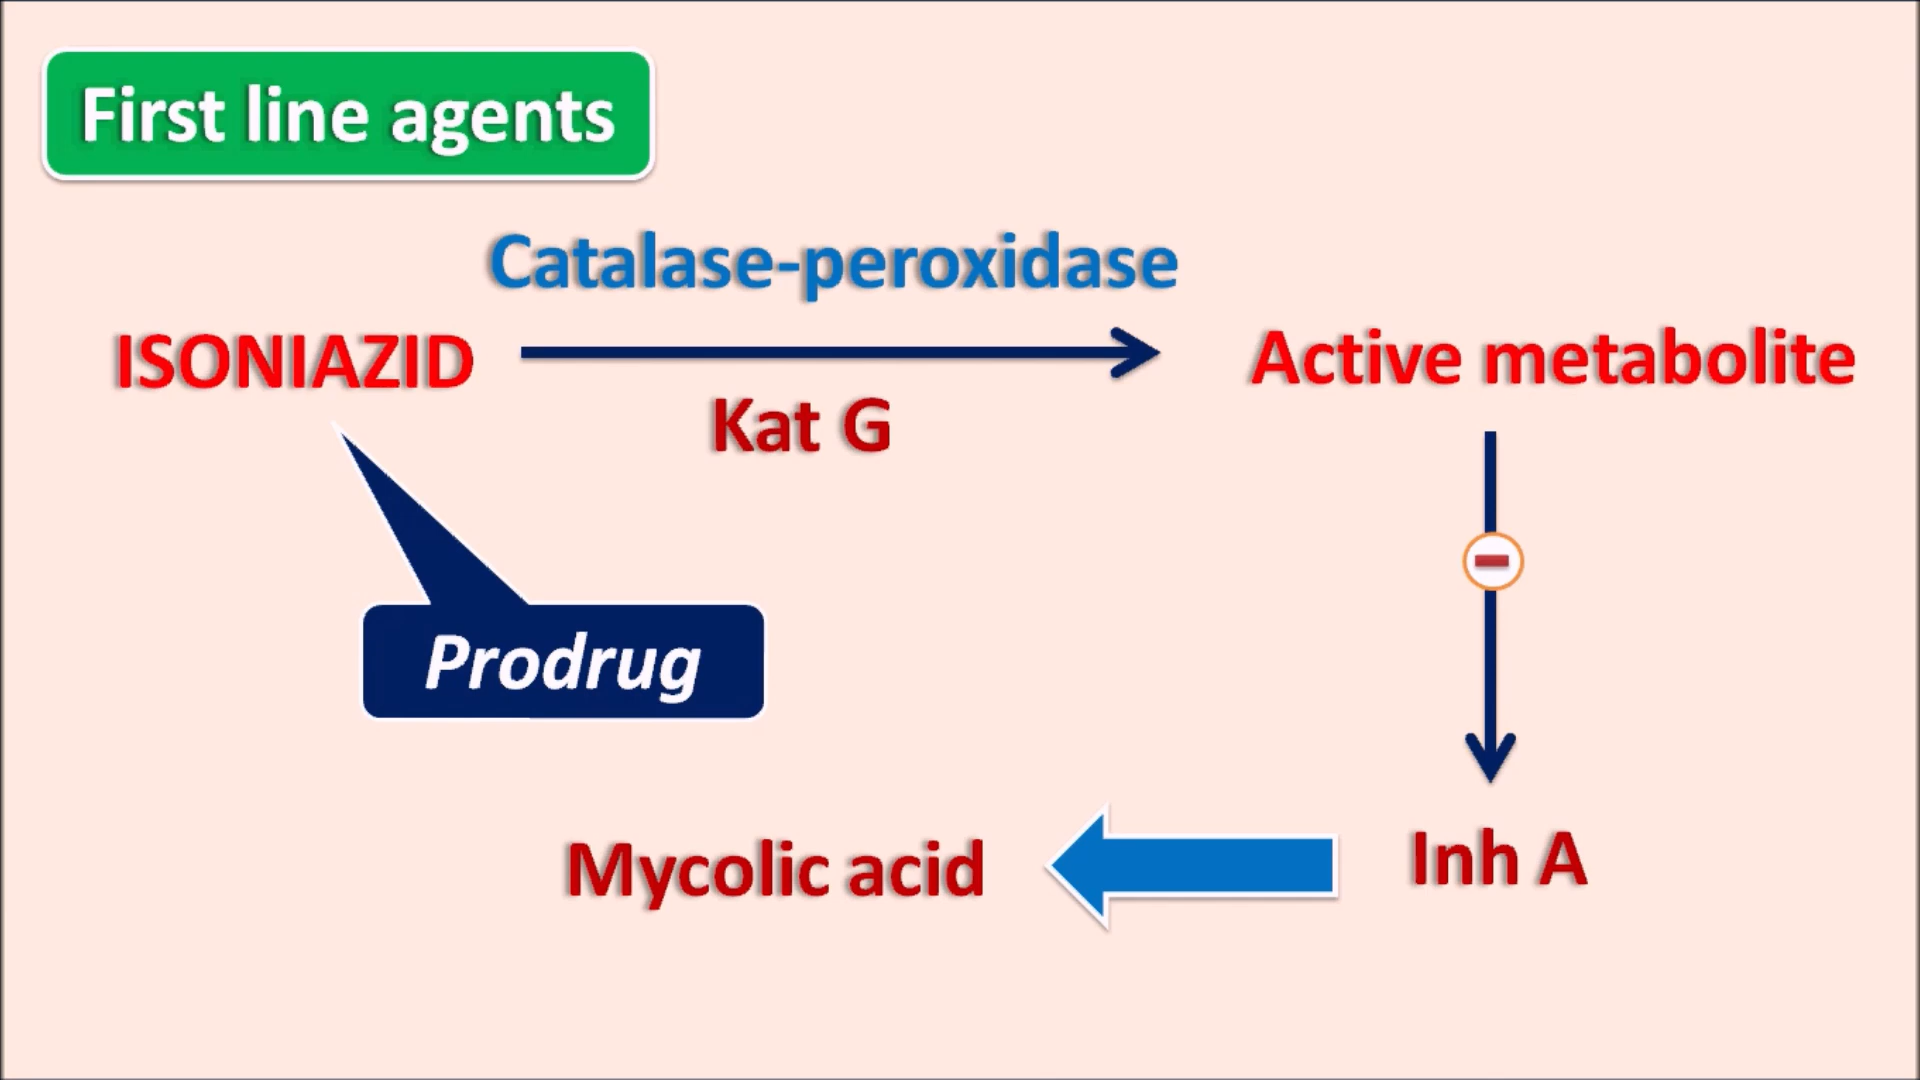 First line agents
Catalase-peroxidase
ISONIAZID
Active metabolite
Kat G
Prodrug
Mycolic acid
Inh A